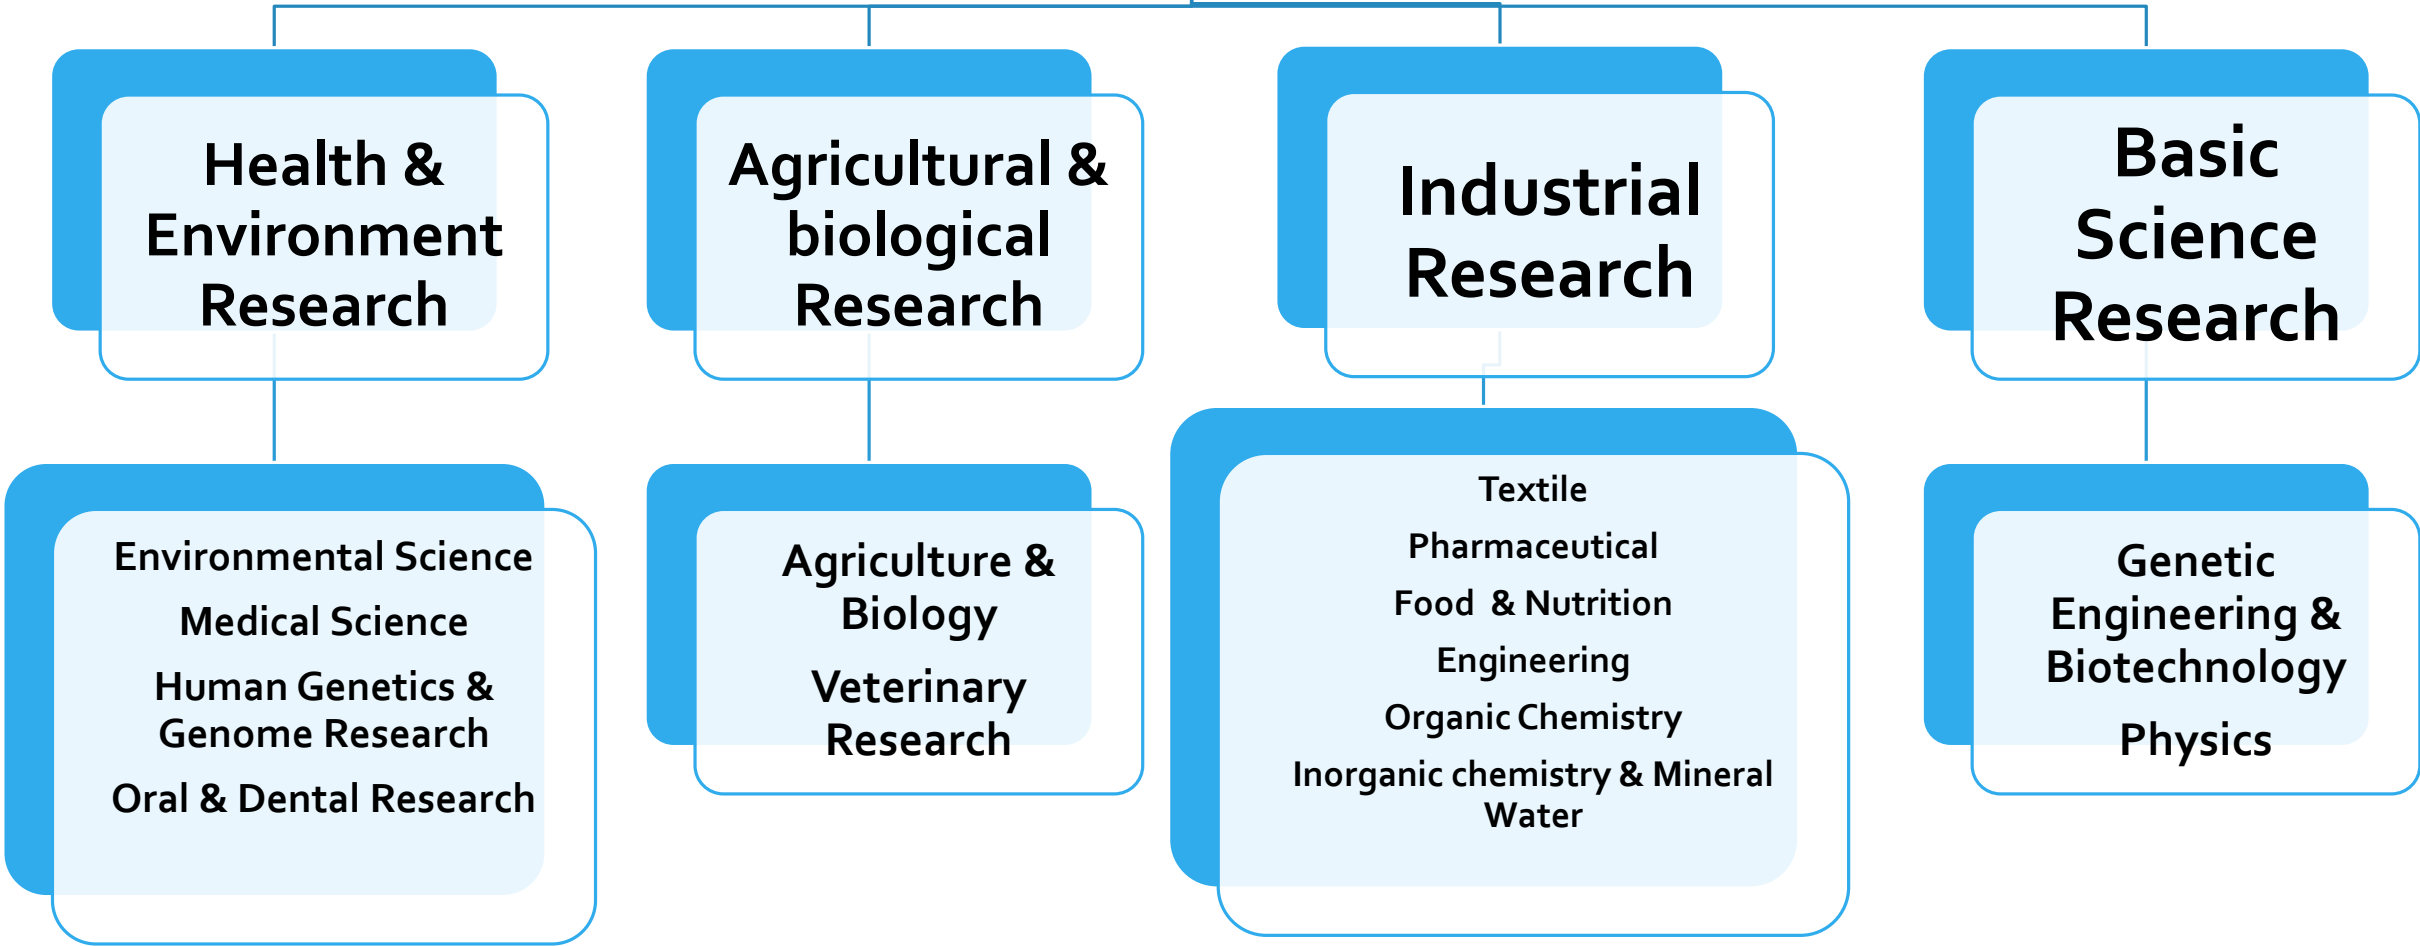 Health &
Environment
Research
Agricultural &
biological
Research
Industrial
Research
Basic
Science
Research
Environmental Science
Medical Science
Human Genetics &
Genome Research
Oral & Dental Research
Agriculture &
Biology
Veterinary
Research
Textile
Pharmaceutical
Food & Nutrition
Engineering
Organic Chemistry
Inorganic chemistry & Mineral
Water
Genetic
Engineering &
Biotechnology
Physics